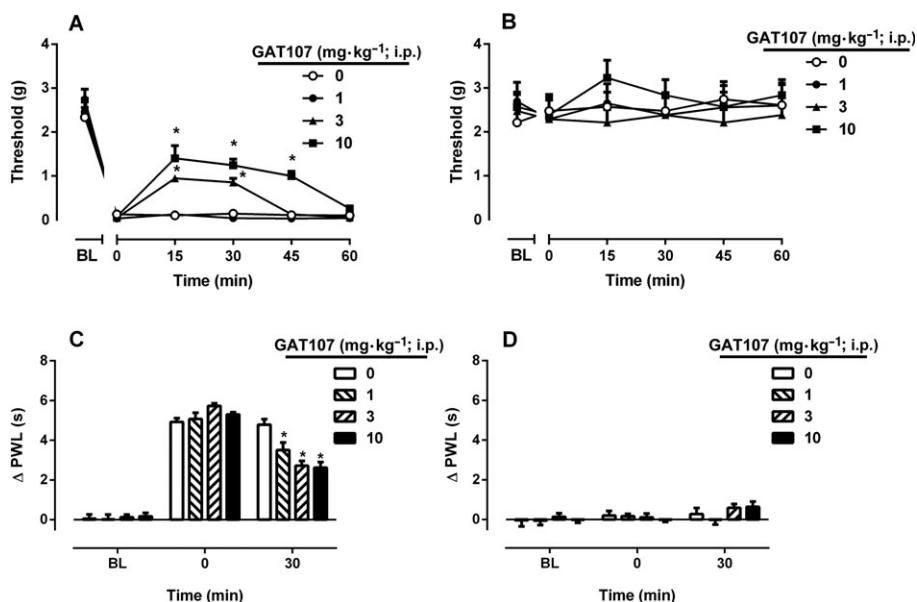 A
GAT107 (mg·kg⁻¹; i.p.)
0
1
3
10
Threshold (g)
4
3
2
1
0
* * *
* *
BL 0 15 30 45 60
Time (min)
B
GAT107 (mg·kg⁻¹; i.p.)
0
1
3
10
Threshold (g)
4
3
2
1
0
BL 0 15 30 45 60
Time (min)
C
GAT107 (mg·kg⁻¹; i.p.)
0
1
3
10
Δ PWL (s)
8
6
4
2
0
* * *
BL 0 30
Time (min)
D
GAT107 (mg·kg⁻¹; i.p.)
0
1
3
10
Δ PWL (s)
8
6
4
2
0
BL 0 30
Time (min)